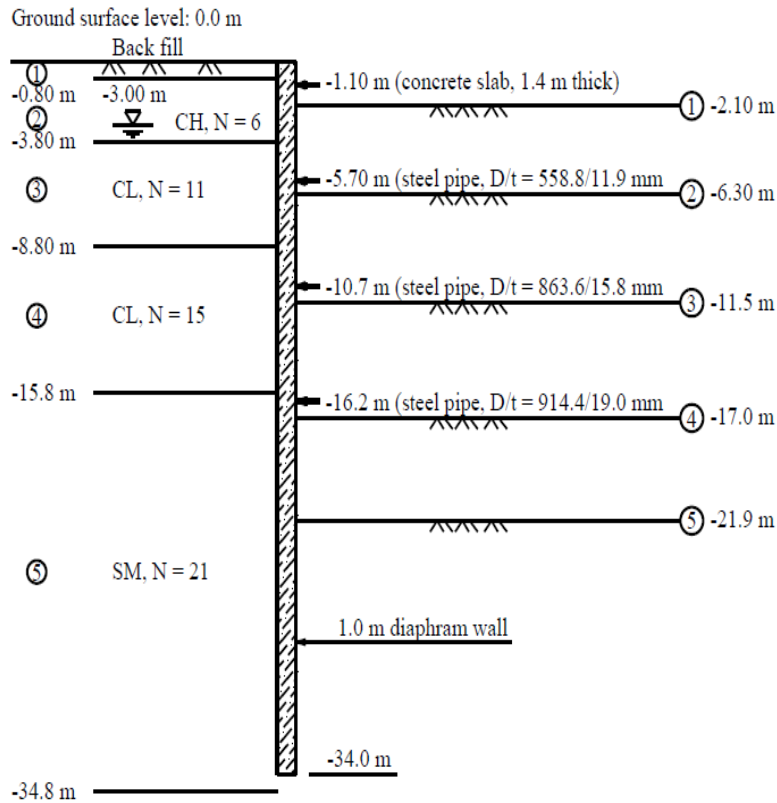 Ground surface level: 0.0 m
Back fill
①
-0.80 m
-3.00 m
②
CH, N = 6
-3.80 m
③
CL, N = 11
-8.80 m
④
CL, N = 15
-15.8 m
⑤
SM, N = 21
-34.8 m
-1.10 m (concrete slab, 1.4 m thick)
① -2.10 m
-5.70 m (steel pipe, D/t = 558.8/11.9 mm
② -6.30 m
-10.7 m (steel pipe, D/t = 863.6/15.8 mm
③ -11.5 m
-16.2 m (steel pipe, D/t = 914.4/19.0 mm
④ -17.0 m
⑤ -21.9 m
1.0 m diaphram wall
-34.0 m